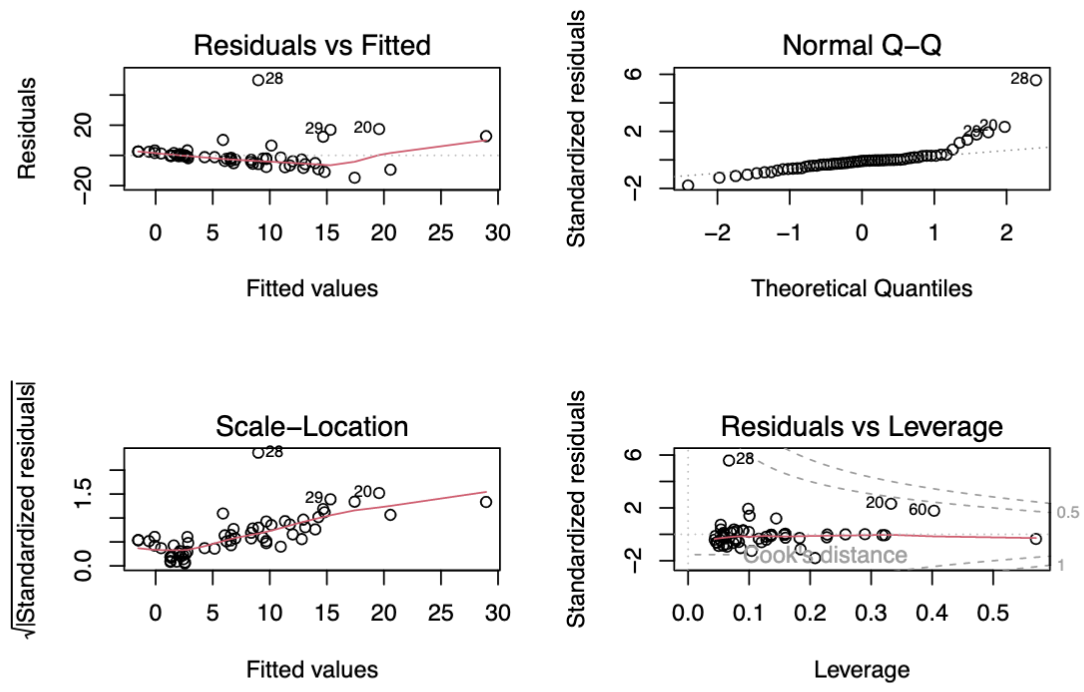 Residuals vs Fitted
Residuals
20
−20
28
29
20
0 5 10 15 20 25 30
Fitted values
Normal Q−Q
Standardized residuals
6
2
−2
28
29
20
−2 −1 0 1 2
Theoretical Quantiles
Scale−Location
√|Standardized residuals|
1.5
0.0
28
29
20
0 5 10 15 20 25 30
Fitted values
Residuals vs Leverage
Standardized residuals
6
2
−2
28
20
60
0.5
1
Cook's distance
0.0 0.1 0.2 0.3 0.4 0.5
Leverage